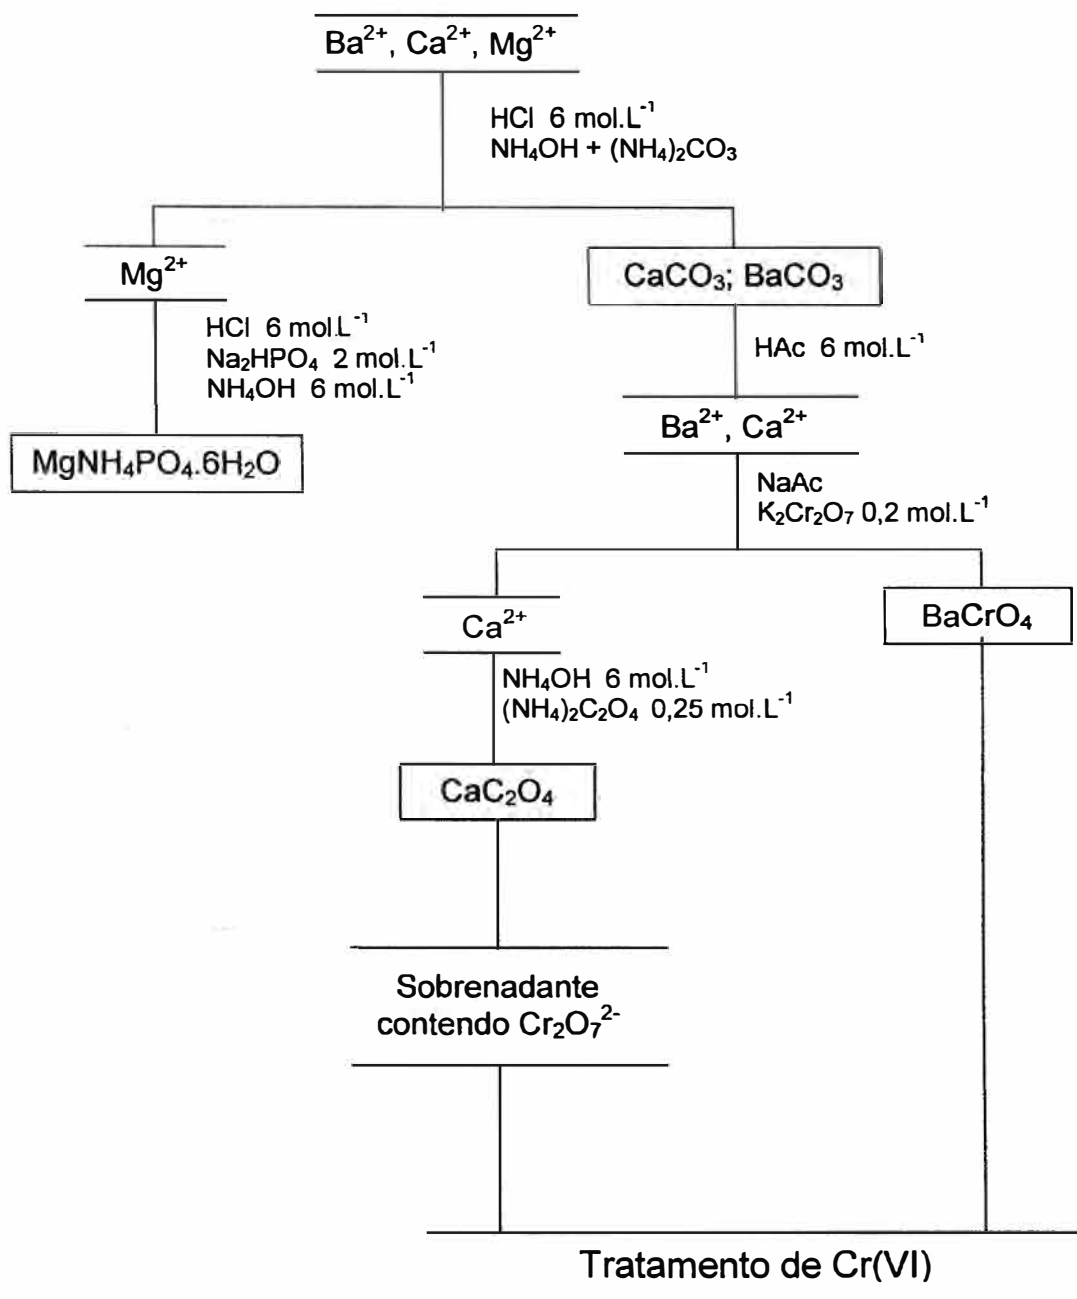 Ba²⁺, Ca²⁺, Mg²⁺
HCl 6 mol.L⁻¹
NH₄OH + (NH₄)₂CO₃
Mg²⁺
CaCO₃; BaCO₃
HCl 6 mol.L⁻¹
Na₂HPO₄ 2 mol.L⁻¹
NH₄OH 6 mol.L⁻¹
HAc 6 mol.L⁻¹
MgNH₄PO₄.6H₂O
Ba²⁺, Ca²⁺
NaAc
K₂Cr₂O₇ 0,2 mol.L⁻¹
Ca²⁺
BaCrO₄
NH₄OH 6 mol.L⁻¹
(NH₄)₂C₂O₄ 0,25 mol.L⁻¹
CaC₂O₄
Sobrenadante
contendo Cr₂O₇²⁻
Tratamento de Cr(VI)